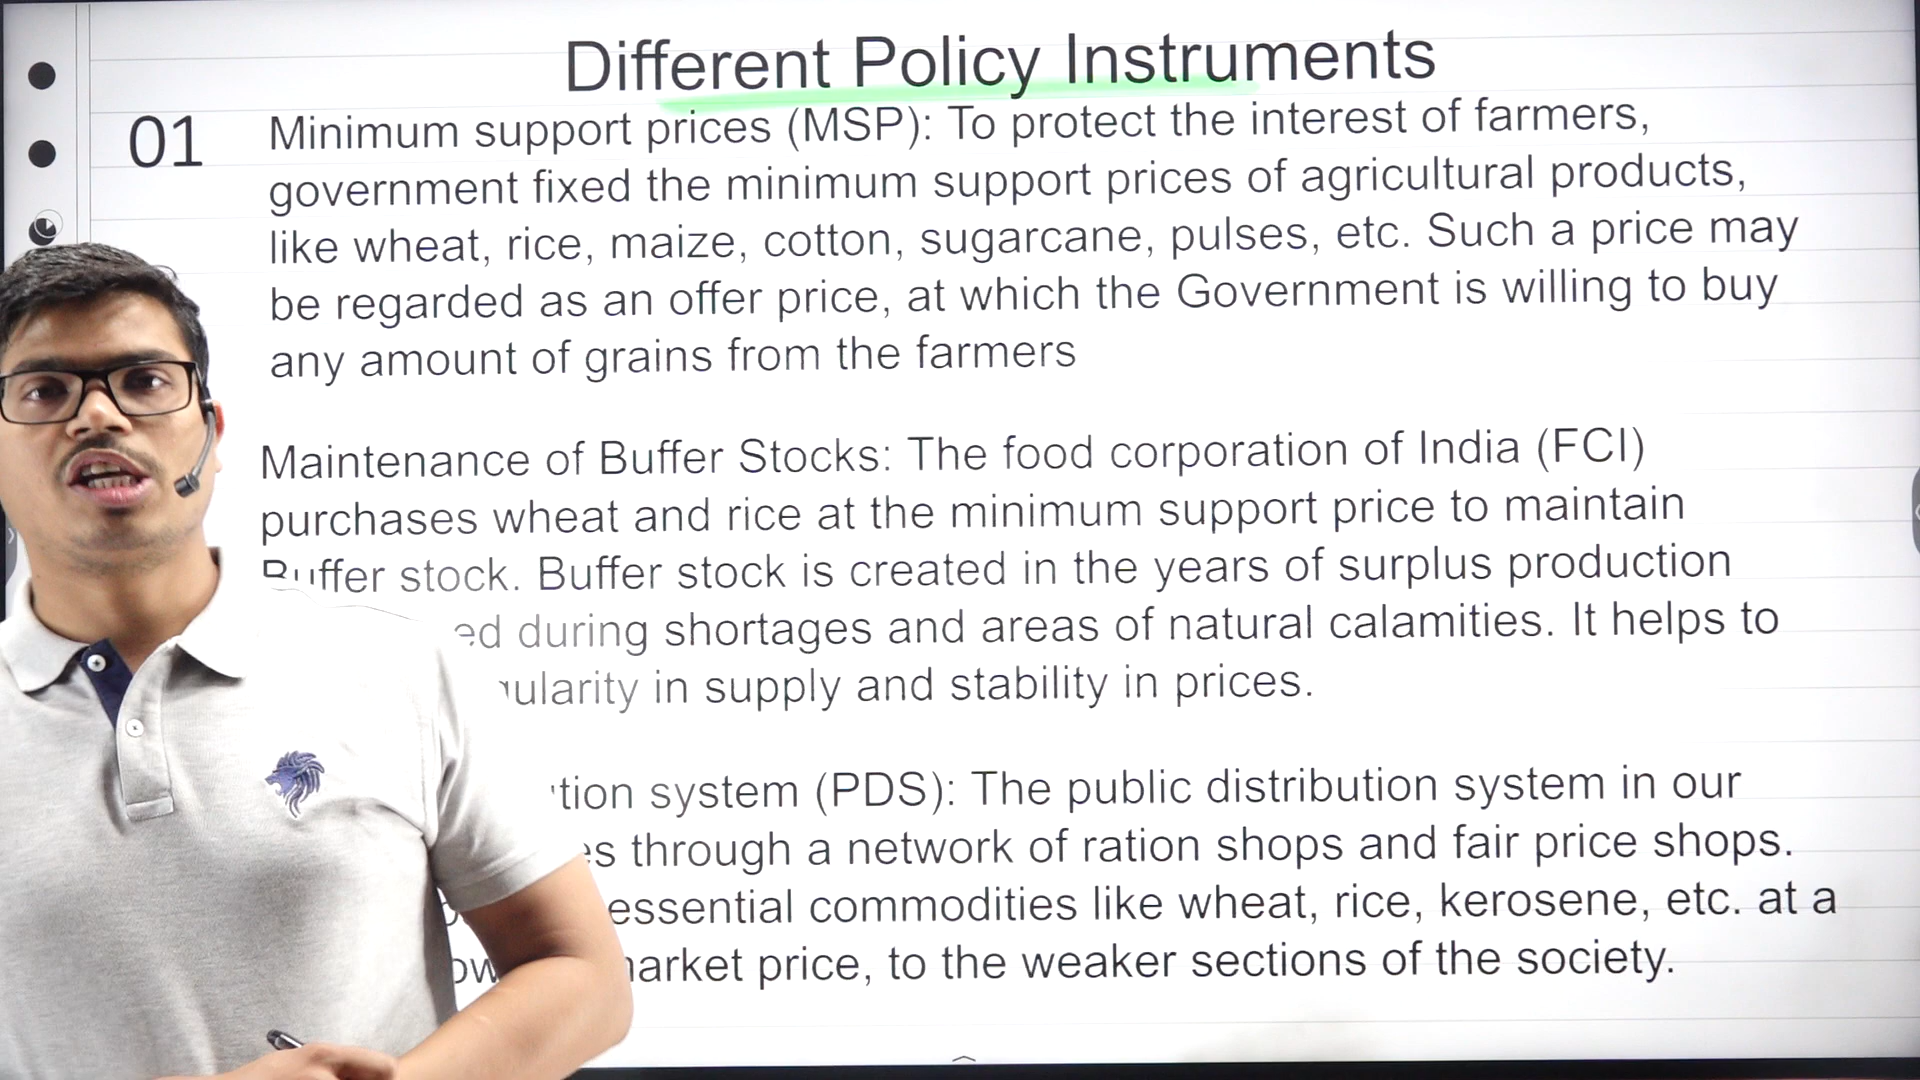 Different Policy Instruments
01 Minimum support prices (MSP): To protect the interest of farmers,
government fixed the minimum support prices of agricultural products,
like wheat, rice, maize, cotton, sugarcane, pulses, etc. Such a price may
be regarded as an offer price, at which the Government is willing to buy
any amount of grains from the farmers
Maintenance of Buffer Stocks: The food corporation of India (FCI)
purchases wheat and rice at the minimum support price to maintain
Buffer stock. Buffer stock is created in the years of surplus production
during shortages and areas of natural calamities. It helps to
in supply and stability in prices.
system (PDS): The public distribution system in our
through a network of ration shops and fair price shops.
essential commodities like wheat, rice, kerosene, etc. at a
price, to the weaker sections of the society.